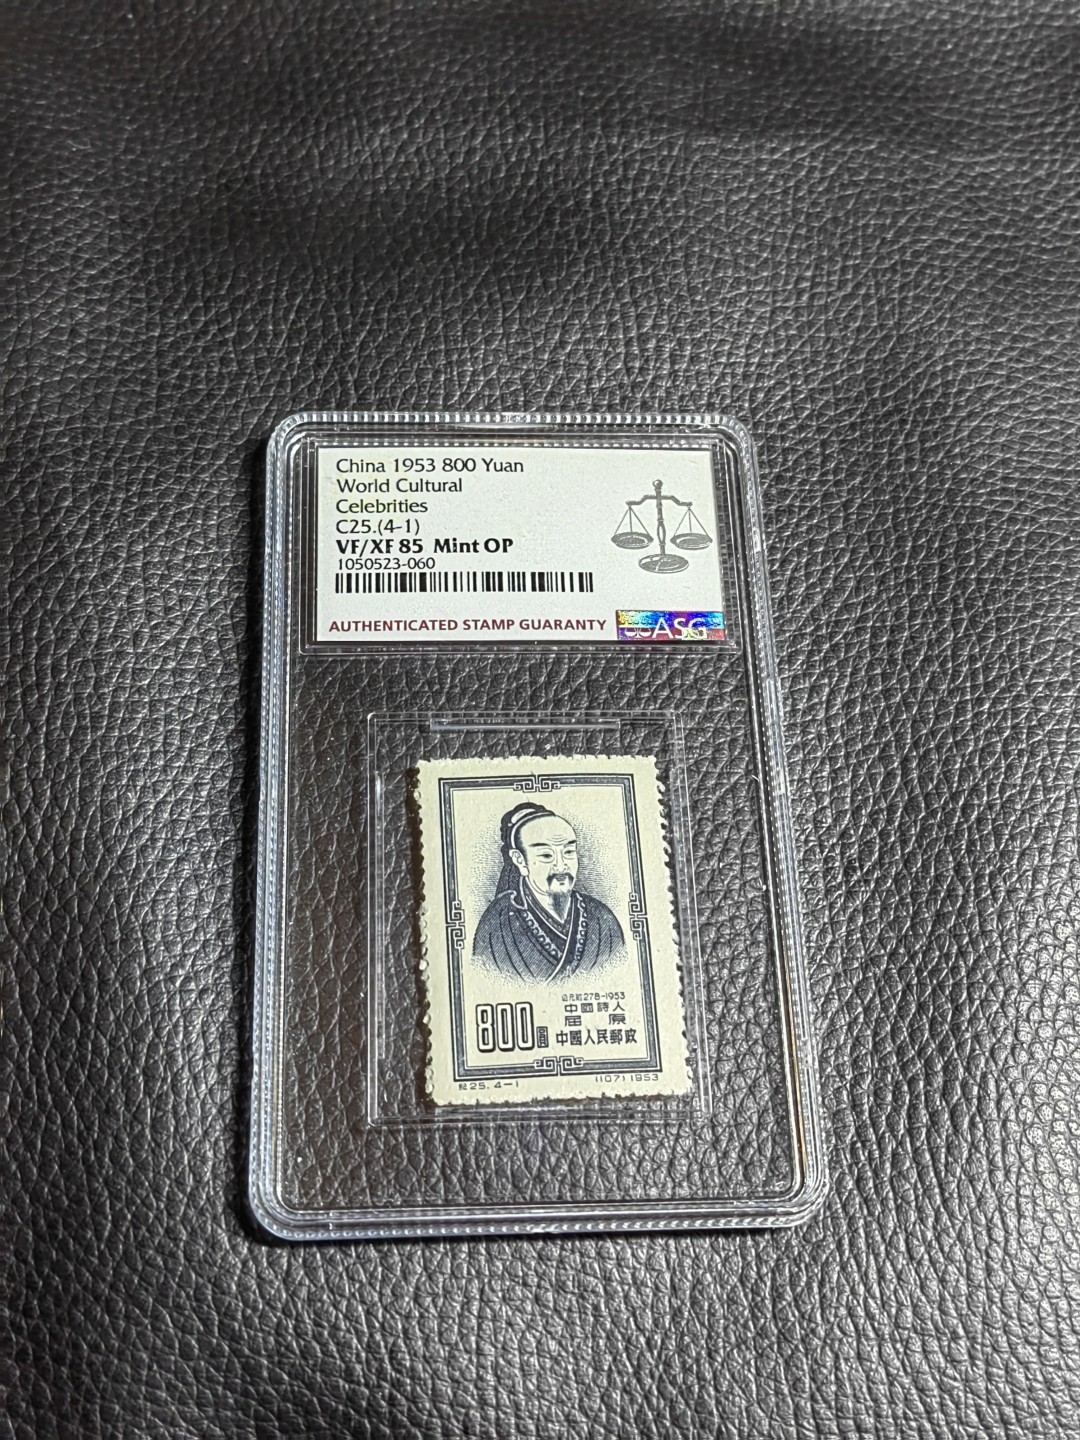 China 1953 800 Yuan
World Cultural
Celebrities
C25.(4-1)
VF/XF 85 Mint OP
1050523-060
AUTHENTICATED STAMP GUARANTY
ASG
公元前278-1953
中國詩人
屈原
800圓 中國人民郵政
紀25.4-1 (107)1953